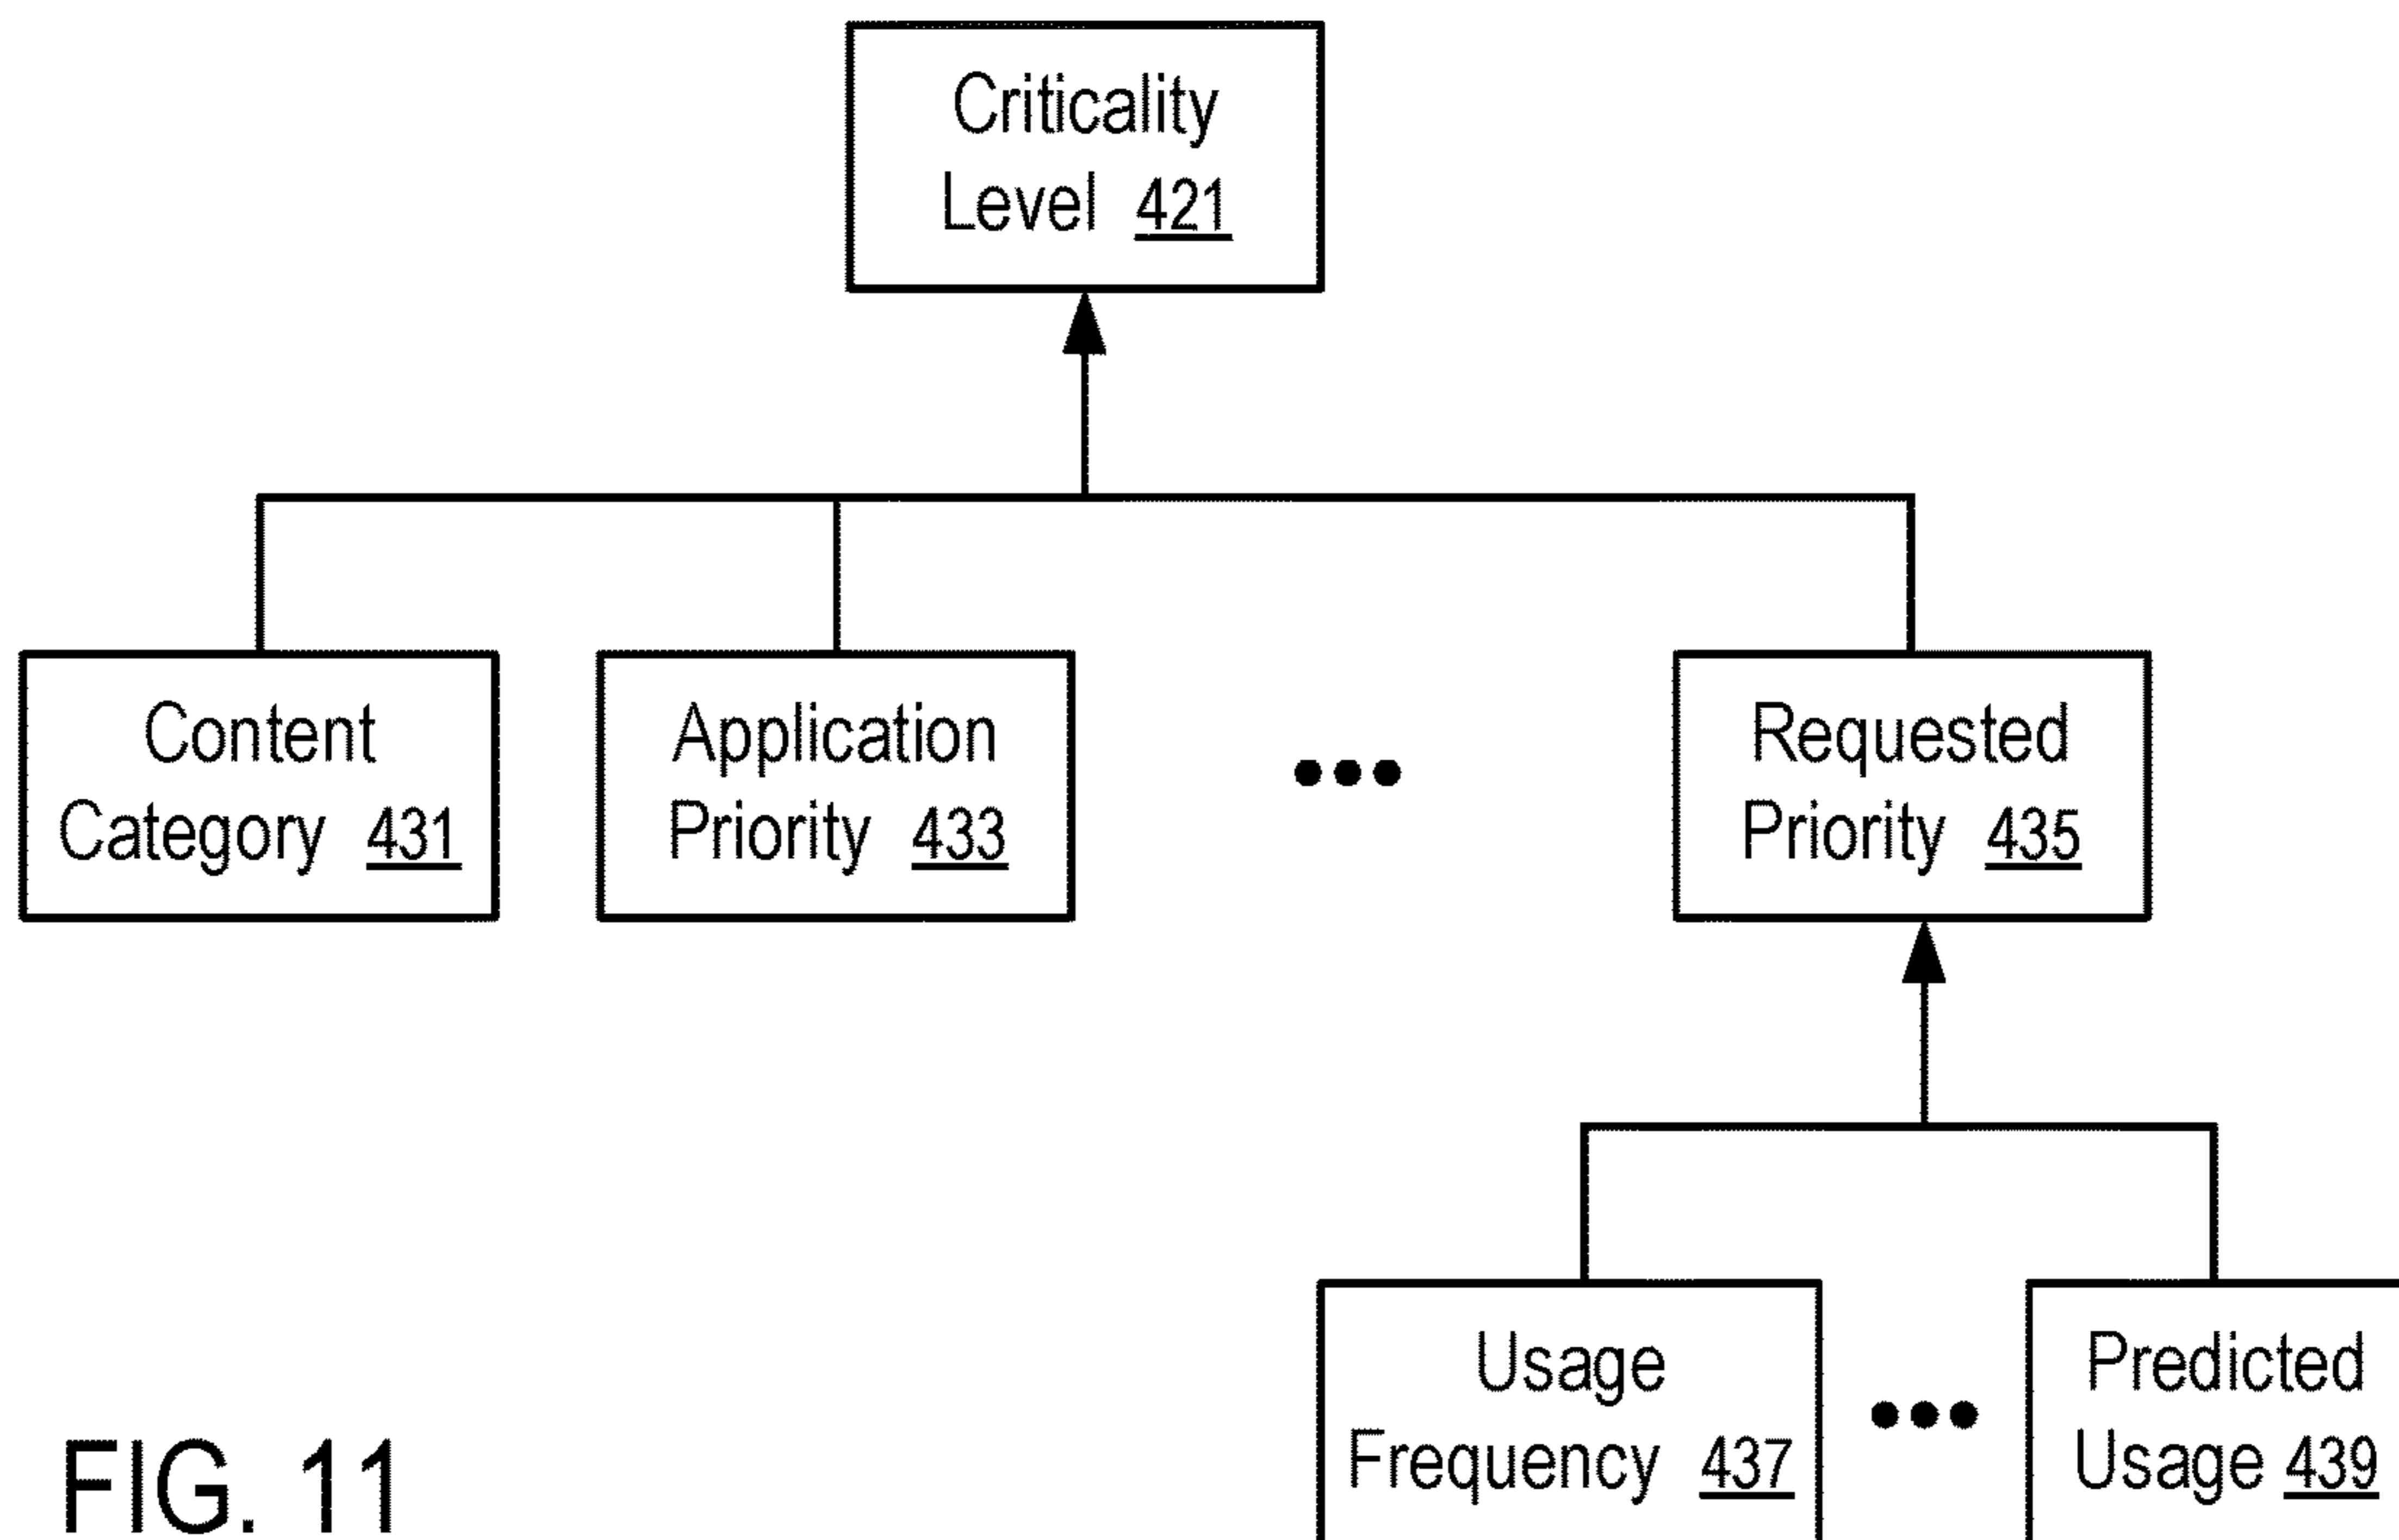 Criticality
Level 421
Content
Category 431
Application
Priority 433
Requested
Priority 435
Usage
Frequency 437
Predicted
Usage 439
FIG. 11